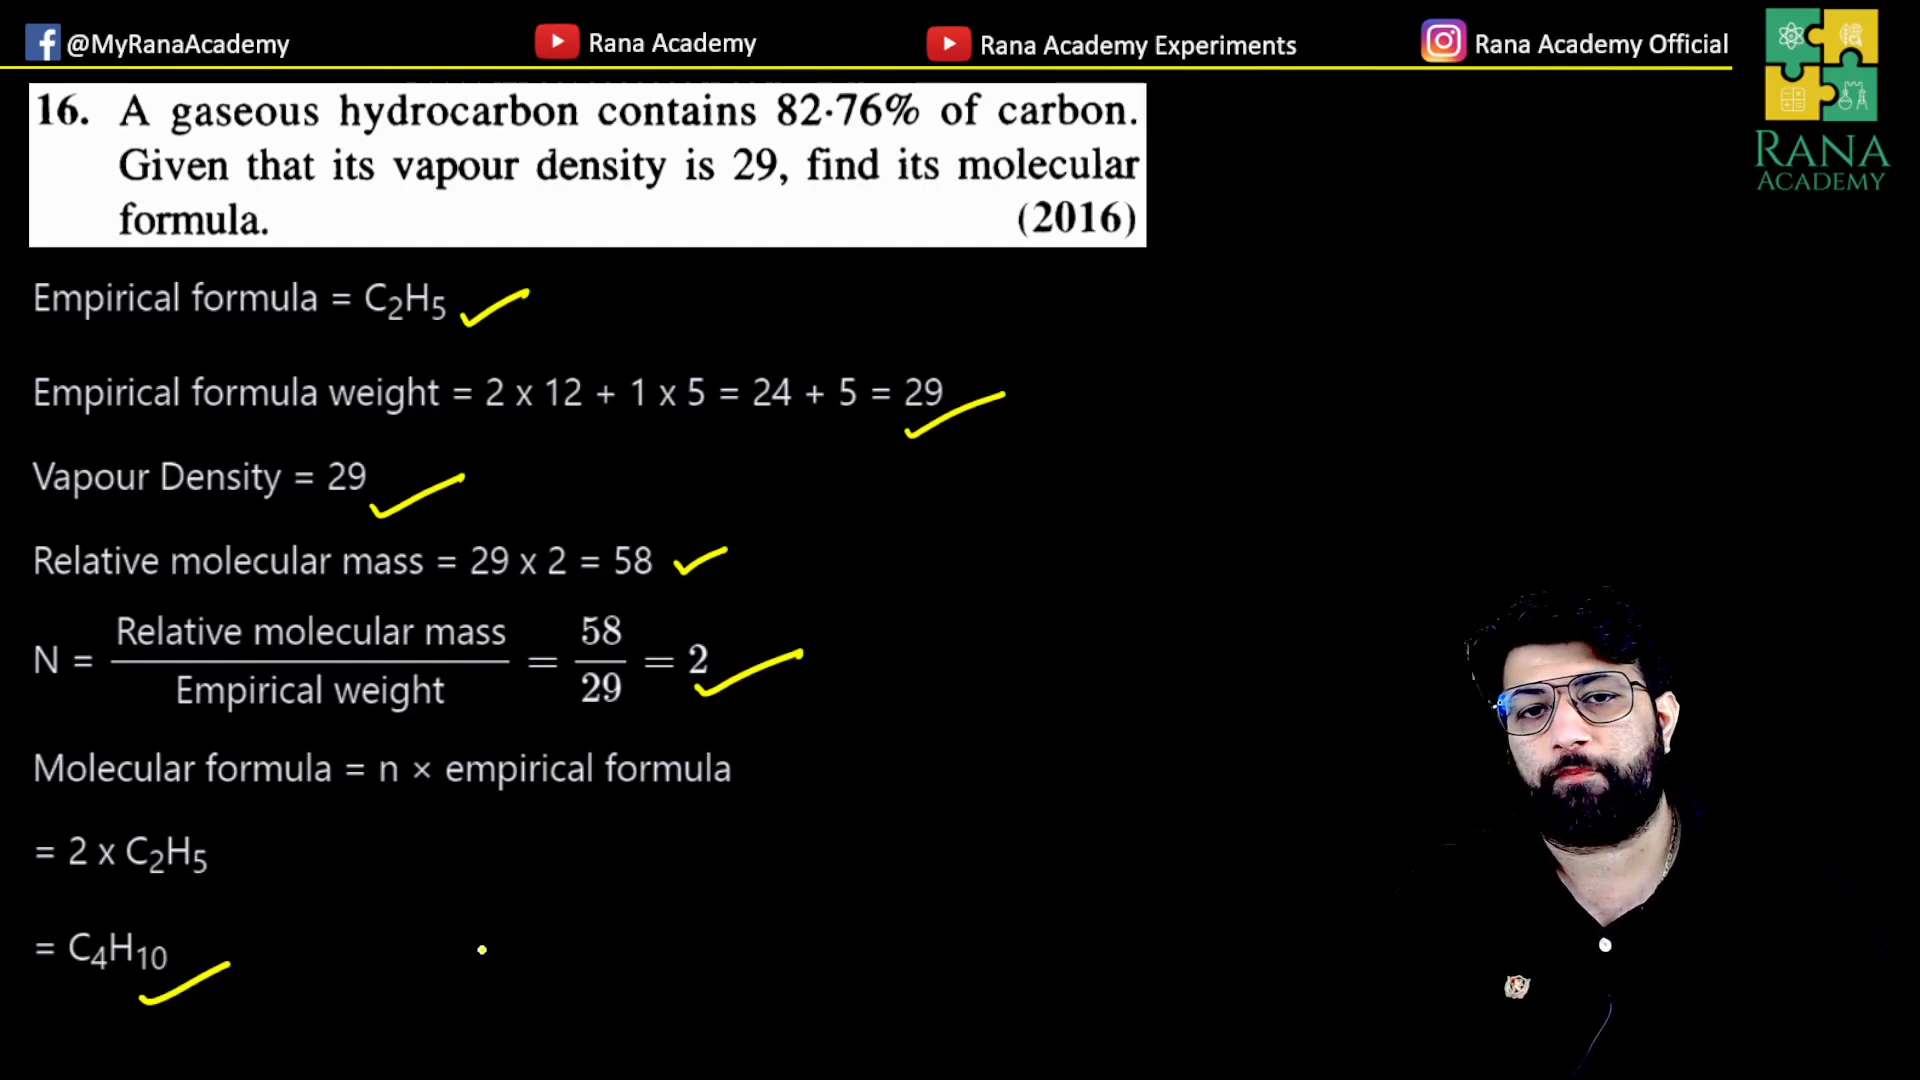 @MyRanaAcademy
Rana Academy
Rana Academy Experiments
Rana Academy Official
RANA
ACADEMY
16. A gaseous hydrocarbon contains 82·76% of carbon.
Given that its vapour density is 29, find its molecular
formula. (2016)
Empirical formula = C₂H₅
Empirical formula weight = 2 x 12 + 1 x 5 = 24 + 5 = 29
Vapour Density = 29
Relative molecular mass = 29 x 2 = 58
N = Relative molecular mass / Empirical weight = 58 / 29 = 2
Molecular formula = n × empirical formula
= 2 x C₂H₅
= C₄H₁₀